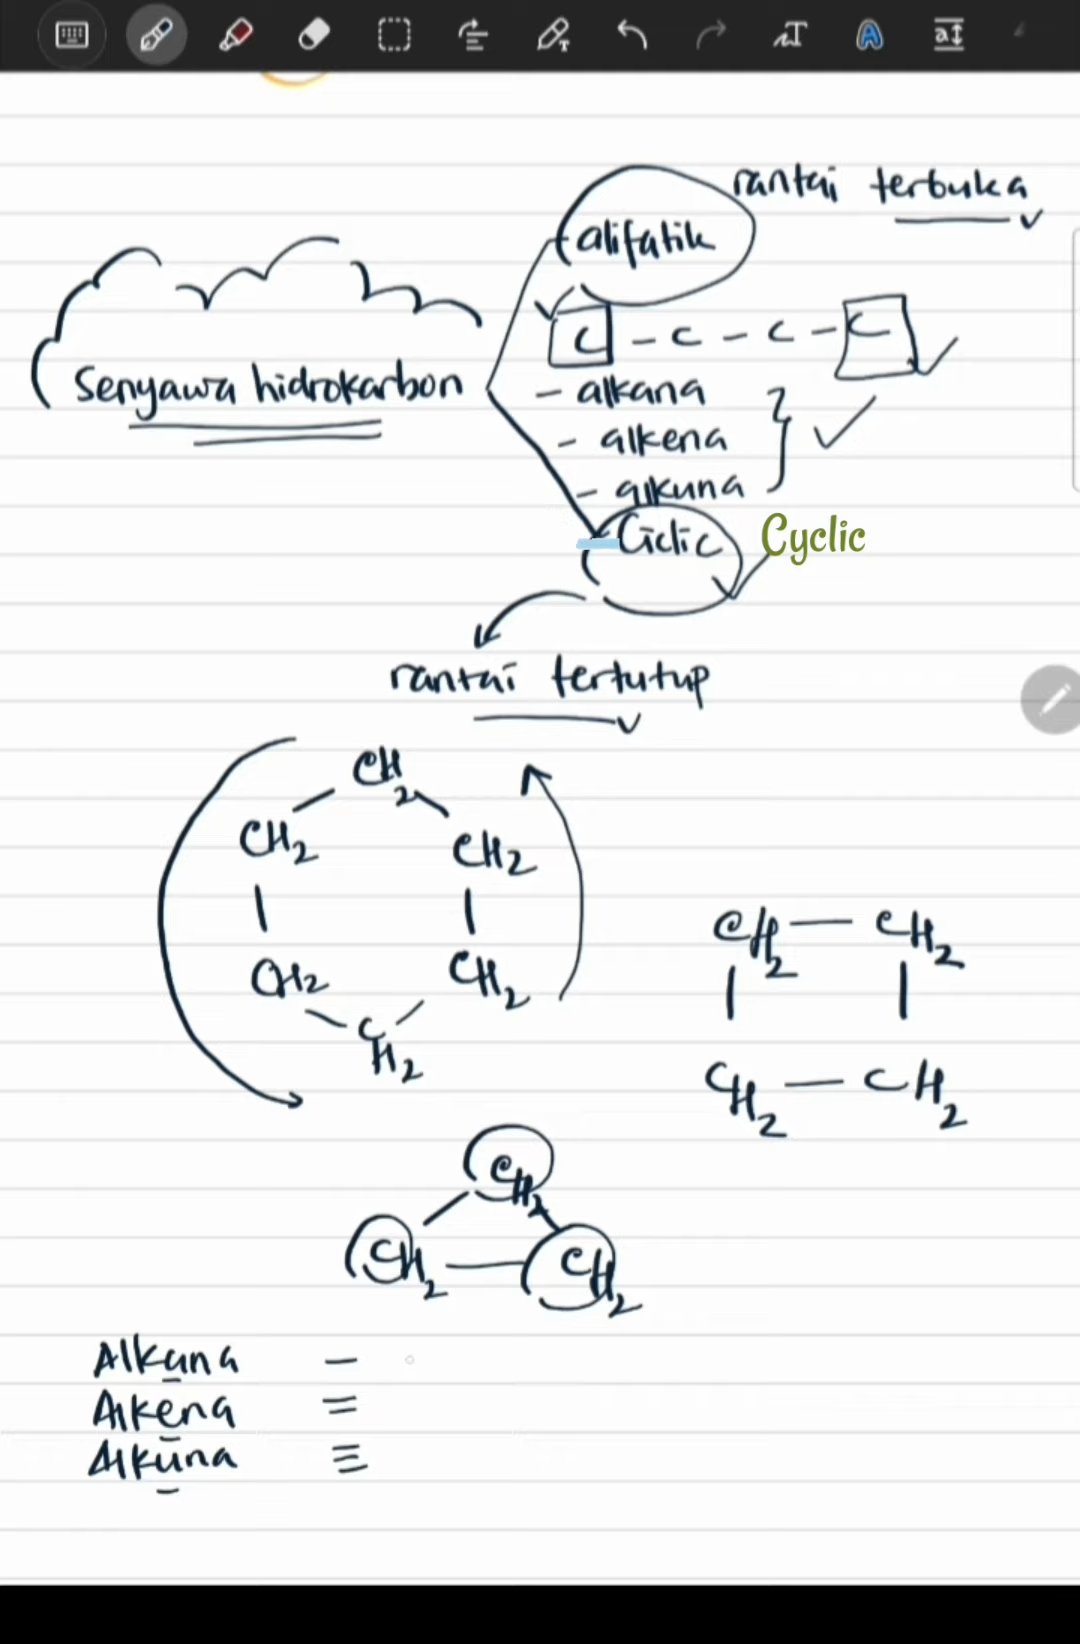 rantai terbuka
alifatik
C - C - C - C
Senyawa hidrokarbon
- alkana
- alkena
- alkuna
- Ciclic Cyclic
rantai tertutup
CH2
CH2 CH2
CH2 CH2
CH2
CH2 — CH2
CH2 — CH2
CH2
CH2 — CH2
Alkana —
Alkena =
Alkuna ≡